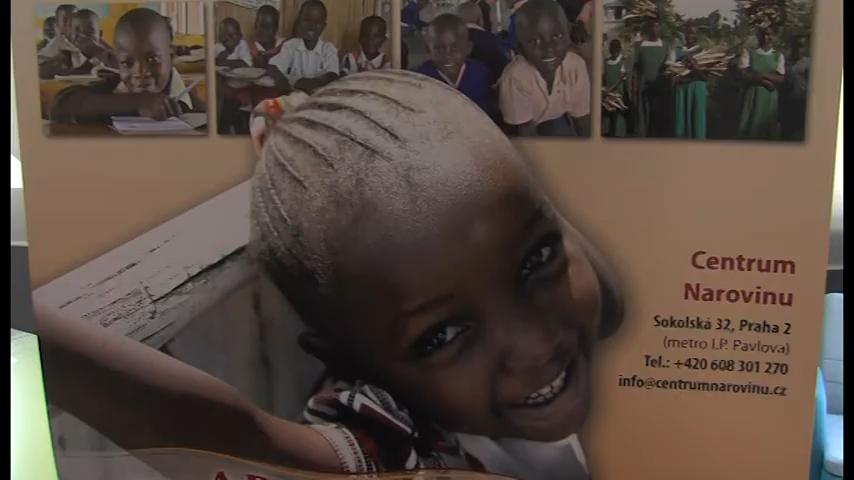 Centrum
Narovinu
Sokolská 32, Praha 2
(metro I.P. Pavlova)
Tel.: +420 608 301 270
info@centrumnarovinu.cz